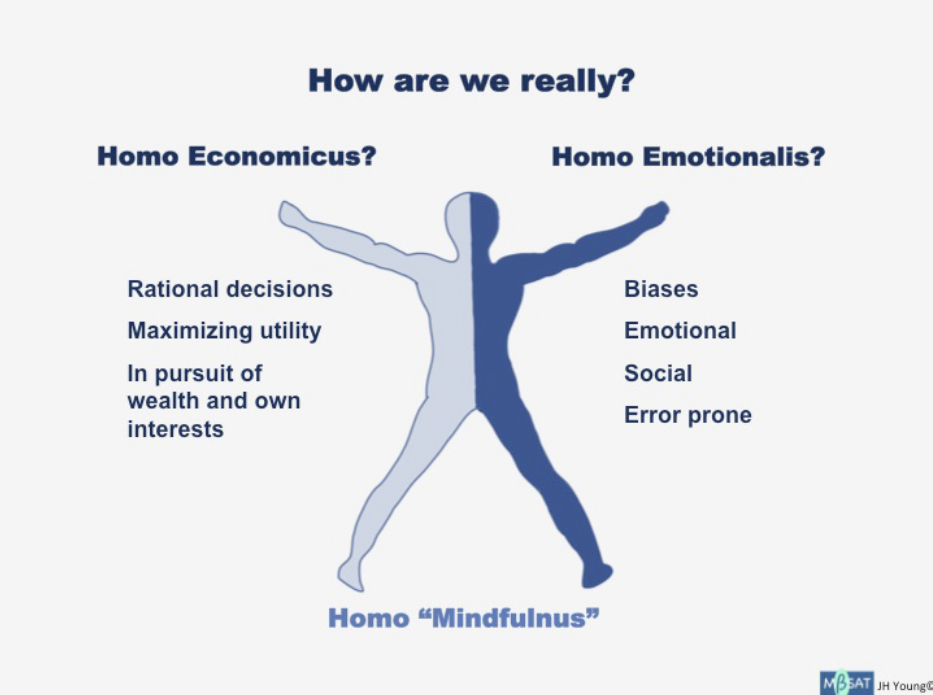 How are we really?
Homo Economicus?
Homo Emotionalis?
Rational decisions
Maximizing utility
In pursuit of
wealth and own
interests
Biases
Emotional
Social
Error prone
Homo “Mindfulnus”
MβSAT JH Young©